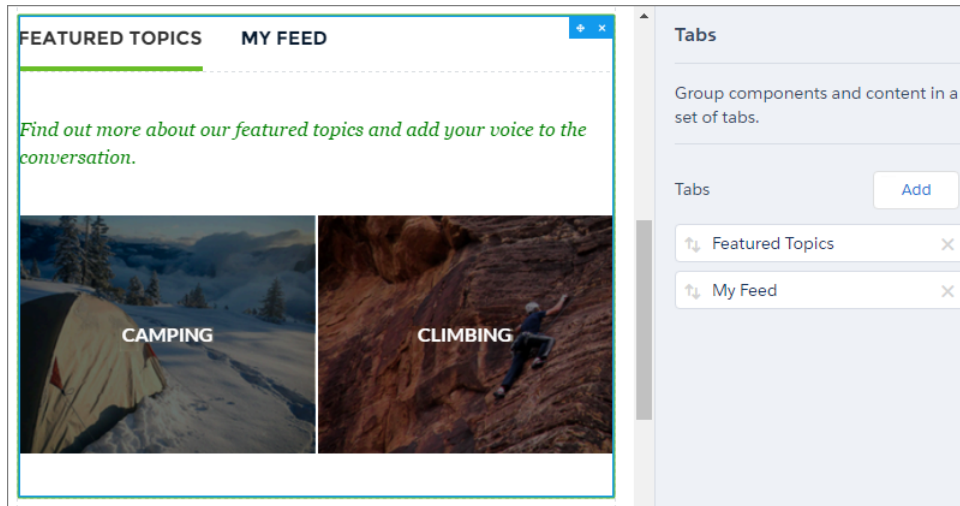 FEATURED TOPICS MY FEED
Find out more about our featured topics and add your voice to the
conversation.
CAMPING
CLIMBING
Tabs
Group components and content in a
set of tabs.
Tabs
Add
Featured Topics
My Feed